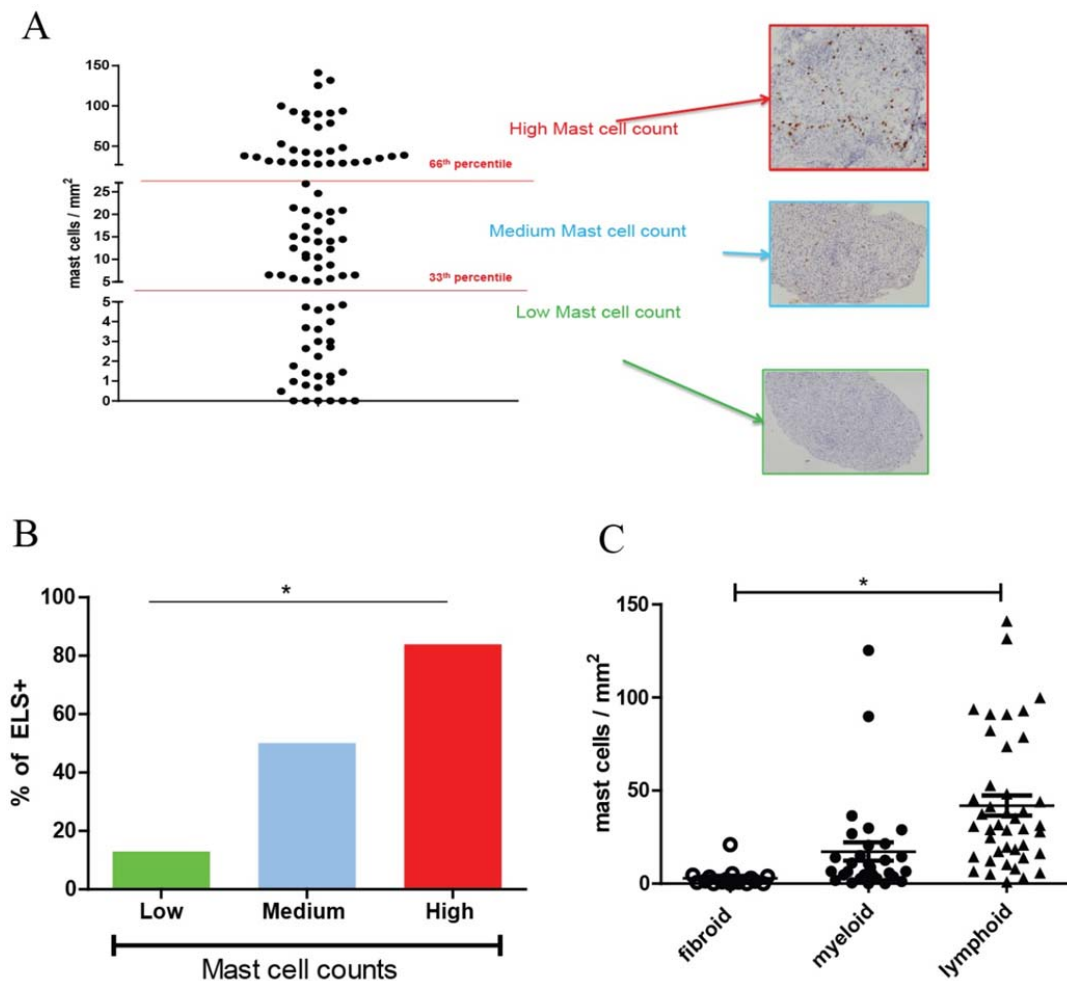 A
mast cells / mm²
150
100
50
25
20
15
10
5
5
4
3
2
1
0
66th percentile
33th percentile
High Mast cell count
Medium Mast cell count
Low Mast cell count
B
% of ELS+
100
80
60
40
20
0
*
Low Medium High
Mast cell counts
C
mast cells / mm²
150
100
50
0
*
fibroid myeloid lymphoid